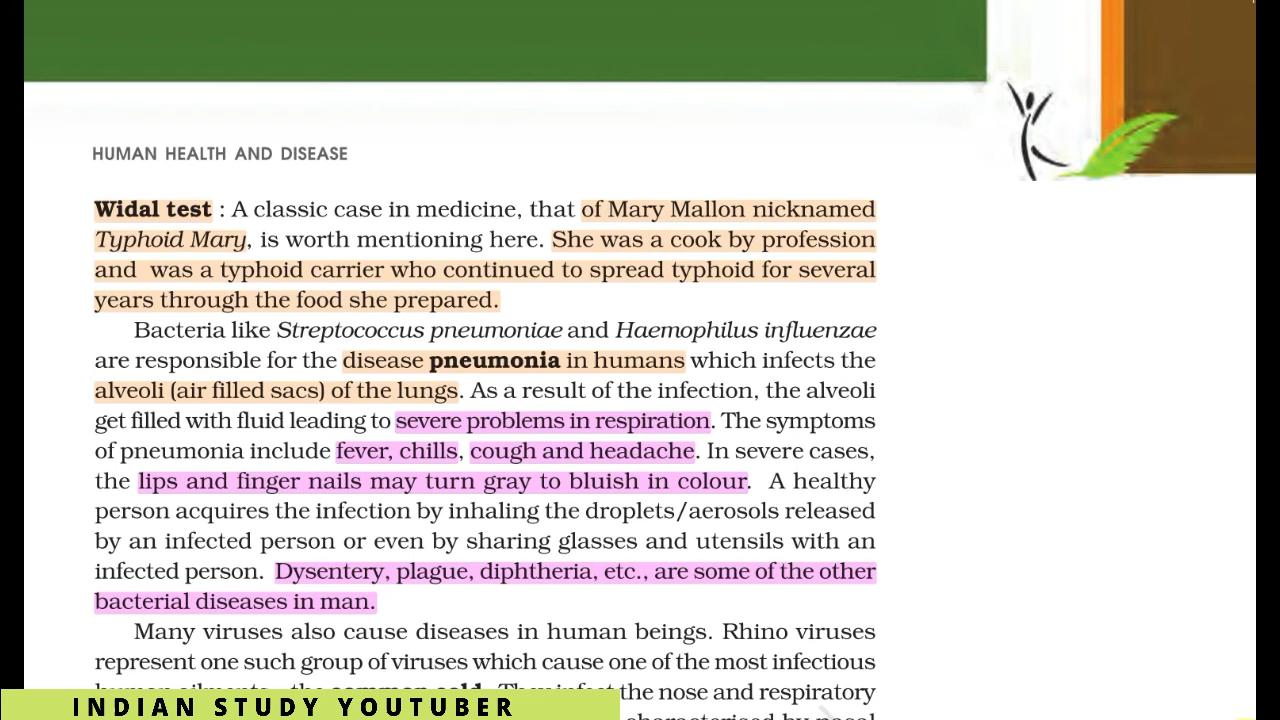 HUMAN HEALTH AND DISEASE
Widal test : A classic case in medicine, that of Mary Mallon nicknamed
Typhoid Mary, is worth mentioning here. She was a cook by profession
and was a typhoid carrier who continued to spread typhoid for several
years through the food she prepared.
Bacteria like Streptococcus pneumoniae and Haemophilus influenzae
are responsible for the disease pneumonia in humans which infects the
alveoli (air filled sacs) of the lungs. As a result of the infection, the alveoli
get filled with fluid leading to severe problems in respiration. The symptoms
of pneumonia include fever, chills, cough and headache. In severe cases,
the lips and finger nails may turn gray to bluish in colour. A healthy
person acquires the infection by inhaling the droplets/aerosols released
by an infected person or even by sharing glasses and utensils with an
infected person. Dysentery, plague, diphtheria, etc., are some of the other
bacterial diseases in man.
Many viruses also cause diseases in human beings. Rhino viruses
represent one such group of viruses which cause one of the most infectious
the nose and respiratory
INDIAN STUDY YOUTUBER